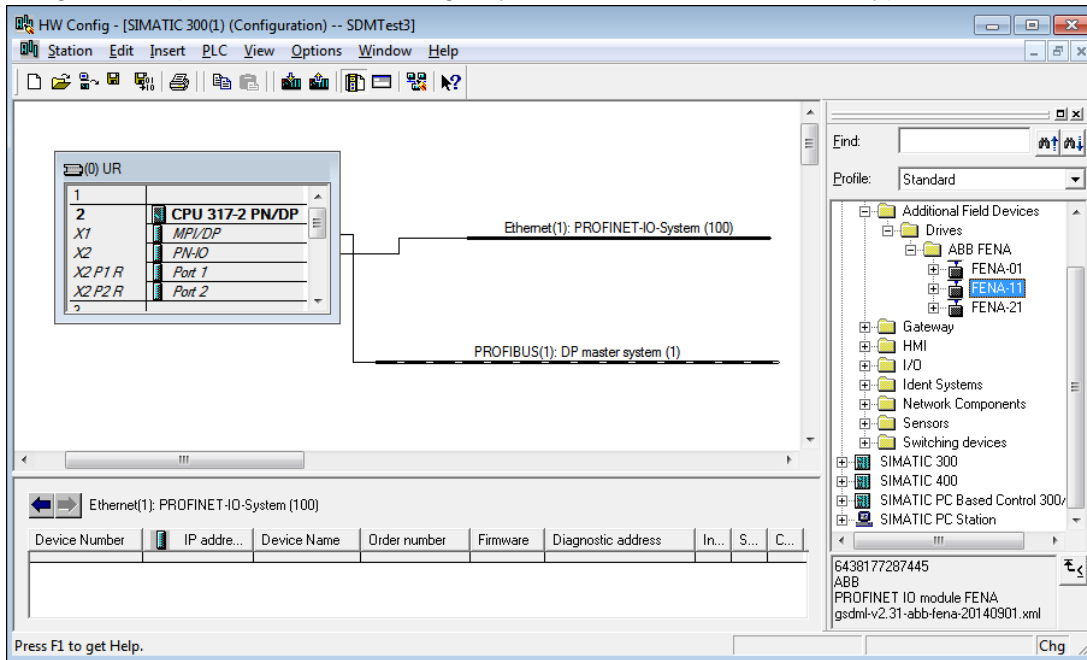 HW Config - [SIMATIC 300(1) (Configuration) -- SDMTest3]
Station Edit Insert PLC View Options Window Help
(0) UR
1
2 CPU 317-2 PN/DP
X1 MPI/DP
X2 PN-IO
X2 P1 R Port 1
X2 P2 R Port 2
Ethernet(1): PROFINET-IO-System (100)
PROFIBUS(1): DP master system (1)
Find:
Profile: Standard
Additional Field Devices
Drives
ABB FENA
FENA-01
FENA-11
FENA-21
Gateway
HMI
I/O
Ident Systems
Network Components
Sensors
Switching devices
SIMATIC 300
SIMATIC 400
SIMATIC PC Based Control 300/
SIMATIC PC Station
Ethernet(1): PROFINET-IO-System (100)
Device Number IP addre... Device Name Order number Firmware Diagnostic address In... S... C...
6438177287445
ABB
PROFINET IO module FENA
gsdml-v2.31-abb-fena-20140901.xml
Press F1 to get Help.
Chg